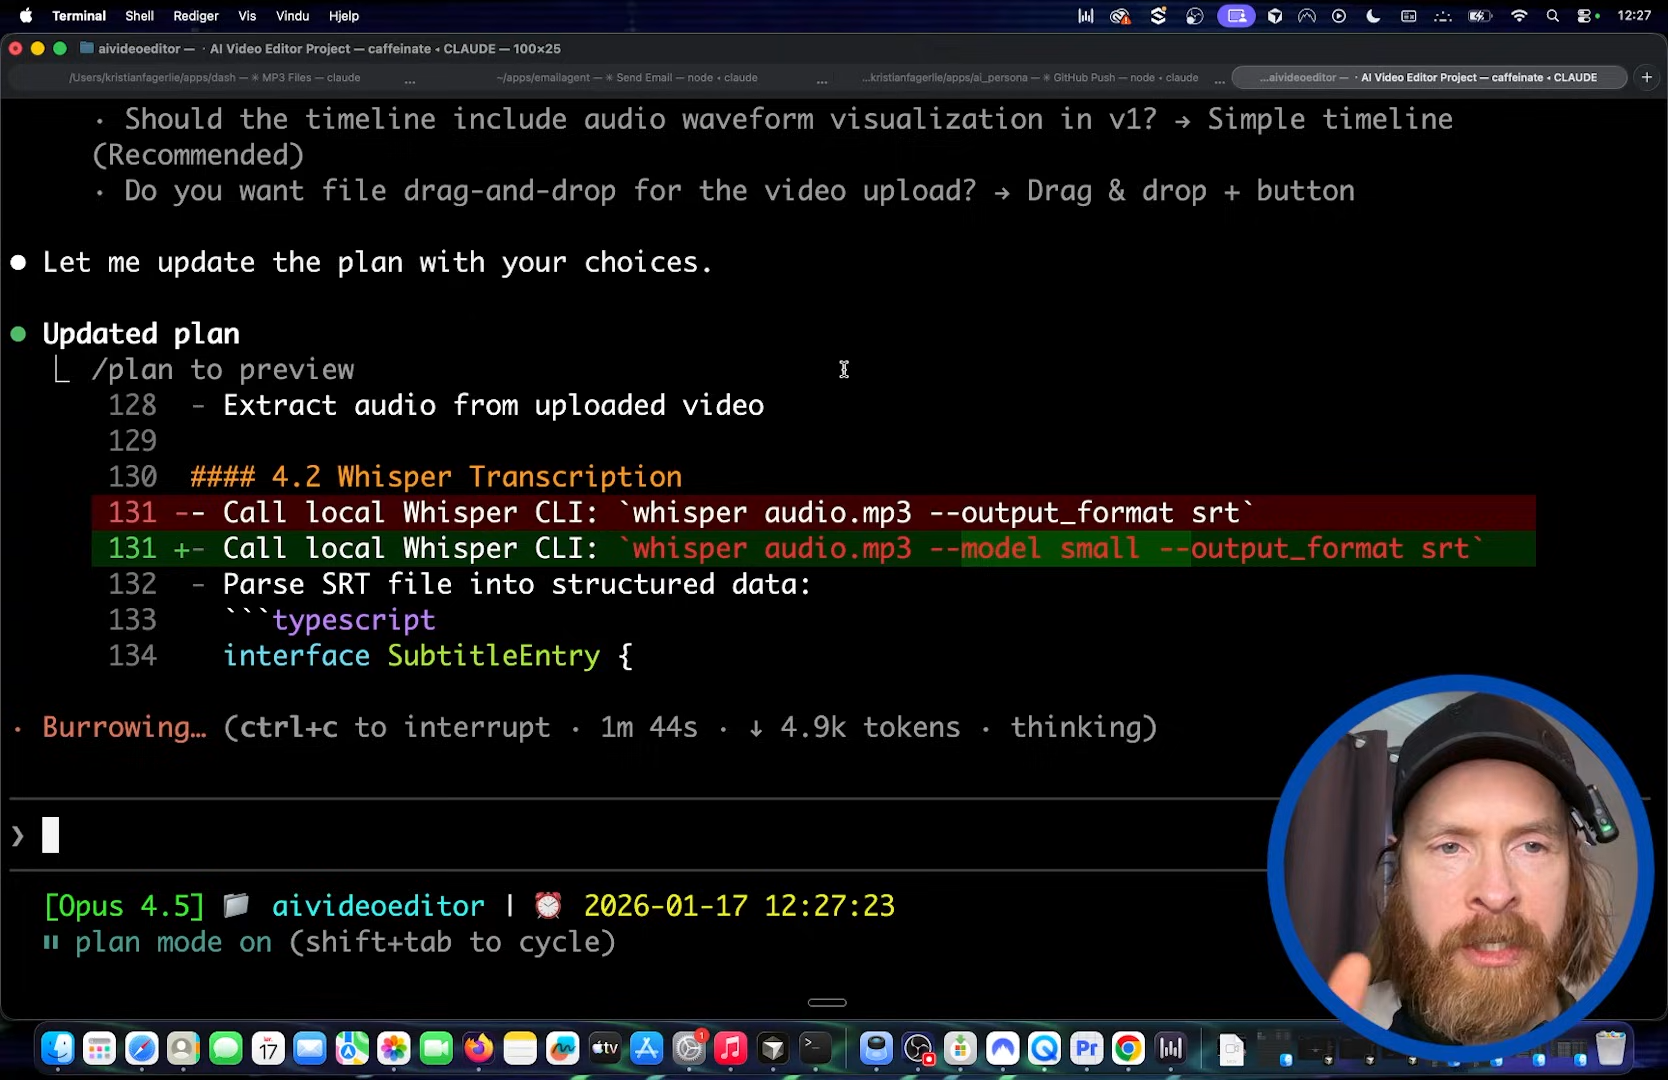 Terminal Shell Rediger Vis Vindu Hjelp 12:27
aivideoeditor — · AI Video Editor Project — caffeinate ◂ CLAUDE — 100×25
/Users/kristianfagerlie/apps/dash — ✳ MP3 Files — claude ... ~/apps/emailagent — ✳ Send Email — node ◂ claude ... ...kristianfagerlie/apps/ai_persona — ✳ GitHub Push — node ◂ claude ... ...aivideoeditor — · AI Video Editor Project — caffeinate ◂ CLAUDE +
· Should the timeline include audio waveform visualization in v1? → Simple timeline
(Recommended)
· Do you want file drag-and-drop for the video upload? → Drag & drop + button
● Let me update the plan with your choices.
● Updated plan
⎿ /plan to preview
128 - Extract audio from uploaded video
129
130 #### 4.2 Whisper Transcription
131 -- Call local Whisper CLI: `whisper audio.mp3 --output_format srt`
131 +- Call local Whisper CLI: `whisper audio.mp3 --model small --output_format srt`
132 - Parse SRT file into structured data:
133 ```typescript
134 interface SubtitleEntry {
· Burrowing… (ctrl+c to interrupt · 1m 44s · ↓ 4.9k tokens · thinking)
❯
[Opus 4.5] 📁 aivideoeditor | ⏰ 2026-01-17 12:27:23
⏸ plan mode on (shift+tab to cycle)
17 tv 1 Pr